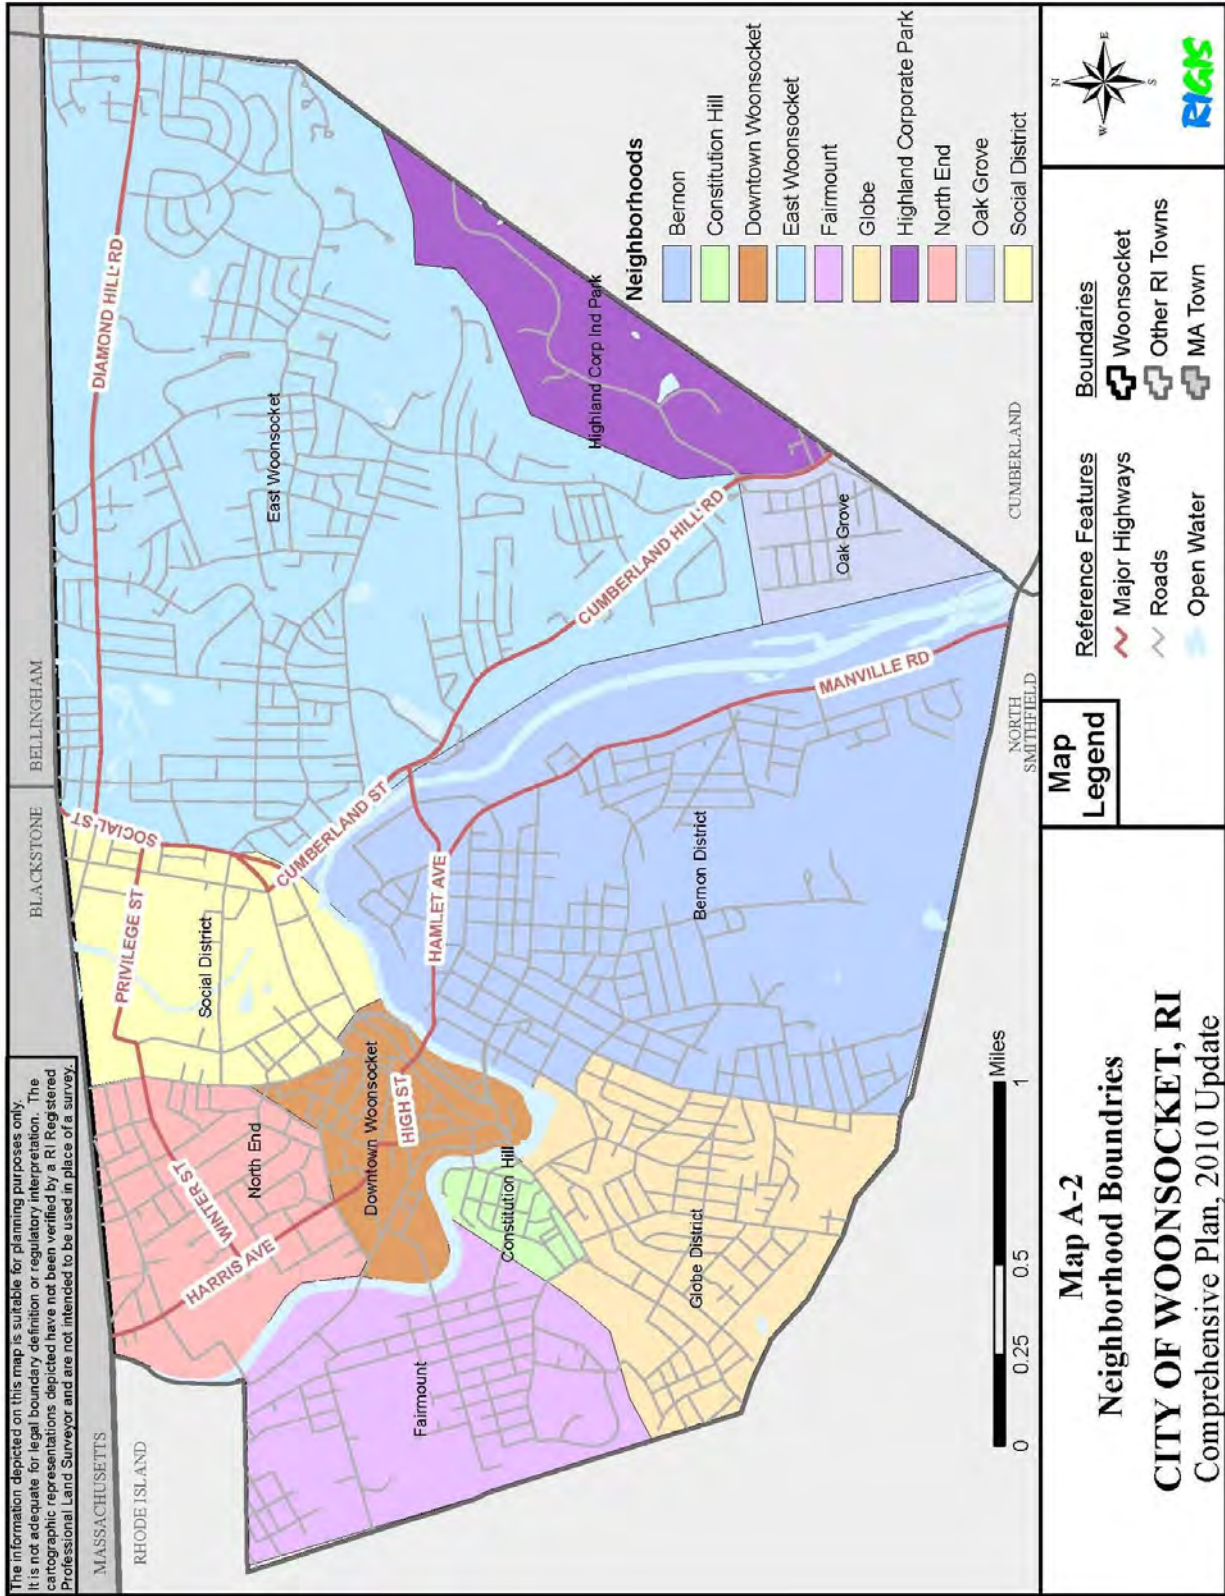 The information depicted on this map is suitable for planning purposes only.
It is not adequate for legal boundary definition or regulatory interpretation. The
cartographic representations depicted have not been verified by a RI Registered
Professional Land Surveyor and are not intended to be used in place of a survey.
MASSACHUSETTS
RHODE ISLAND
BLACKSTONE
BELLINGHAM
DIAMOND HILL RD
SOCIAL ST
PRIVILEGE ST
WINTER ST
HARRIS AVE
North End
Social District
East Woonsocket
CUMBERLAND ST
Downtown Woonsocket
HIGH ST
HAMLET AVE
Fairmount
Constitution Hill
CUMBERLAND HILL RD
Highland Corp Ind Park
Globe District
Bernon District
MANVILLE RD
Oak Grove
NORTH
SMITHFIELD
CUMBERLAND
Neighborhoods
Bernon
Constitution Hill
Downtown Woonsocket
East Woonsocket
Fairmount
Globe
Highland Corporate Park
North End
Oak Grove
Social District
0 0.25 0.5 1
Miles
Map A-2
Neighborhood Boundries
CITY OF WOONSOCKET, RI
Comprehensive Plan, 2010 Update
Map
Legend
Reference Features
Major Highways
Roads
Open Water
Boundaries
Woonsocket
Other RI Towns
MA Town
N
W
E
S
RIGIS